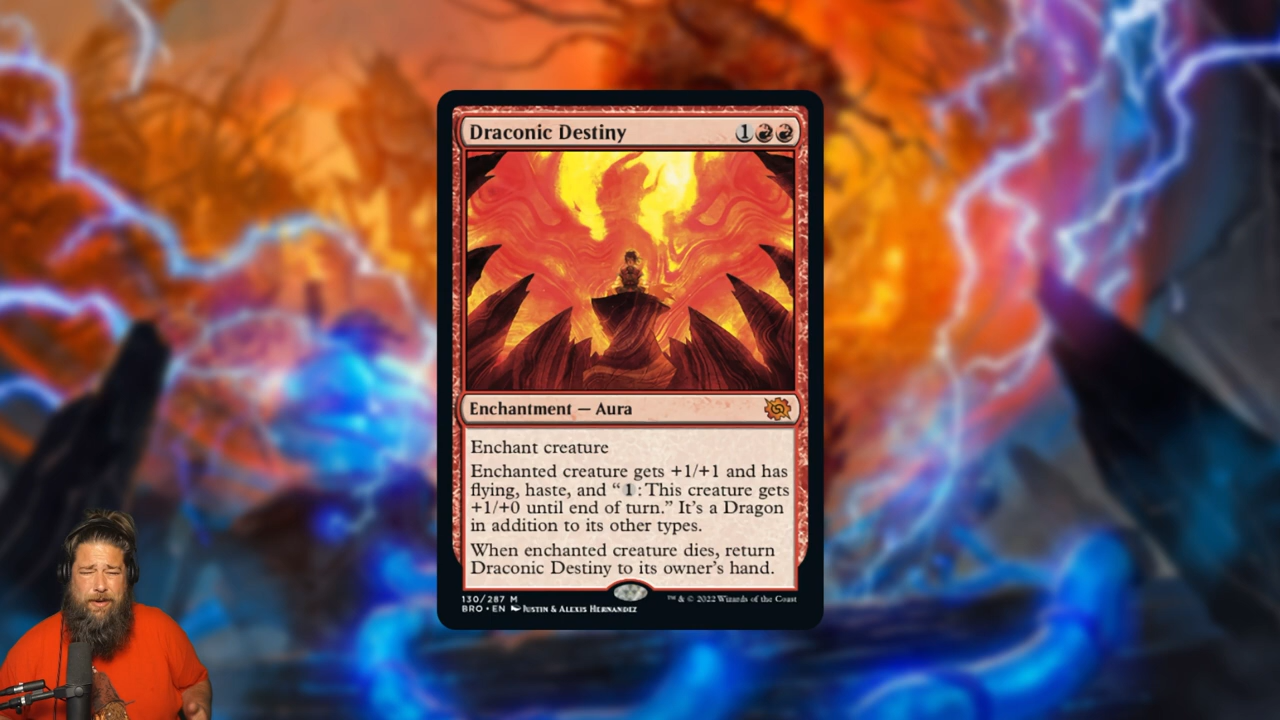 Draconic Destiny 1
Enchantment — Aura
Enchant creature
Enchanted creature gets +1/+1 and has
flying, haste, and “1: This creature gets
+1/+0 until end of turn.” It’s a Dragon
in addition to its other types.
When enchanted creature dies, return
Draconic Destiny to its owner’s hand.
130/287 M
BRO • EN Justin & Alexis Hernandez
™ & © 2022 Wizards of the Coast